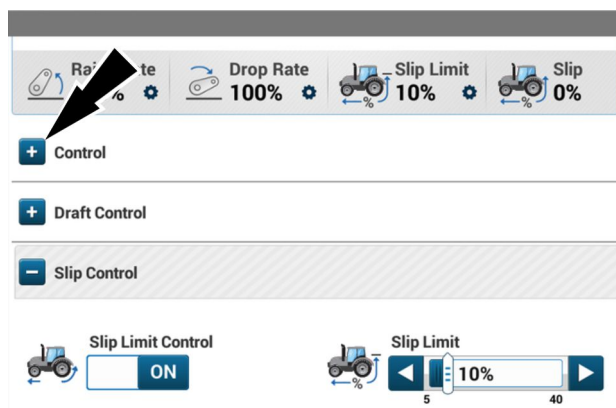 Drop Rate
Slip Limit
Slip
%
100%
10%
0%
%
%
Control
Draft Control
Slip Control
Slip Limit Control
Slip Limit
ON
10%
%
5
40